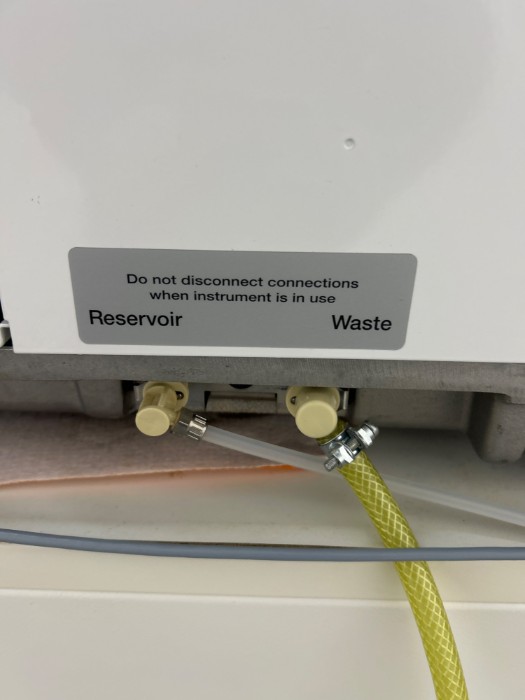 Do not disconnect connections
when instrument is in use
Reservoir Waste